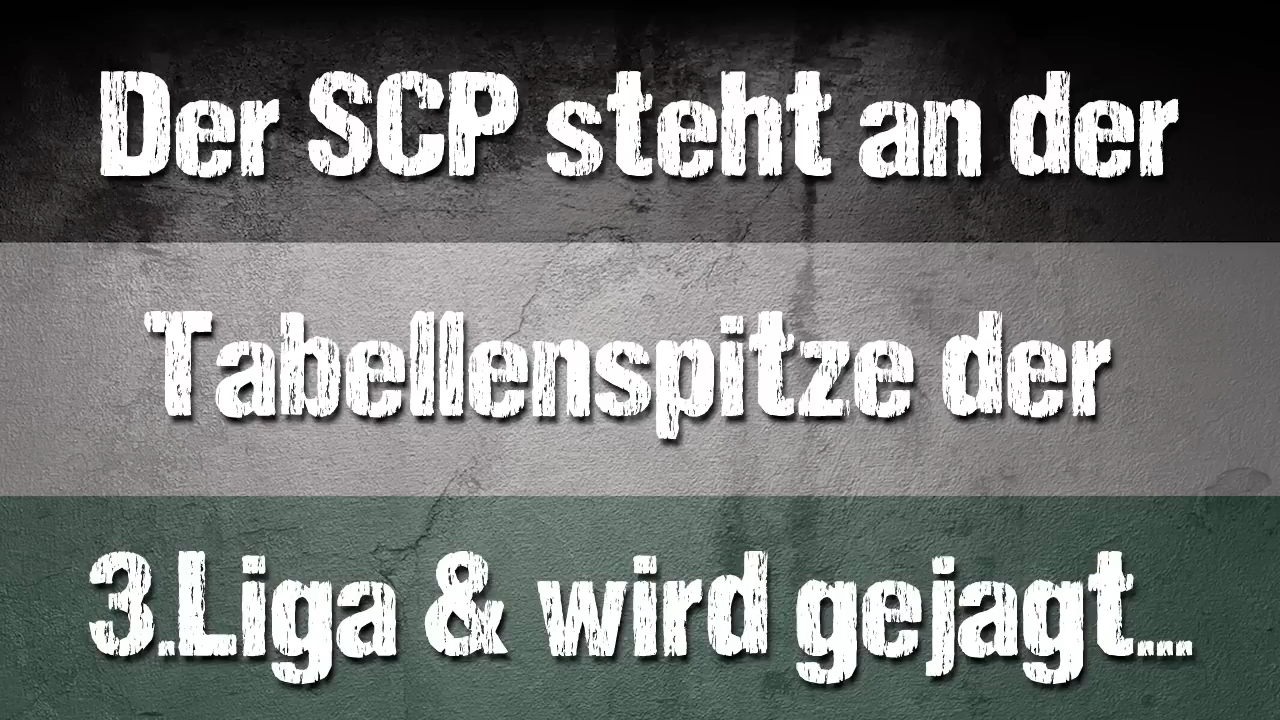 Der SCP steht an der
Tabellenspitze der
3.Liga & wird gejagt...